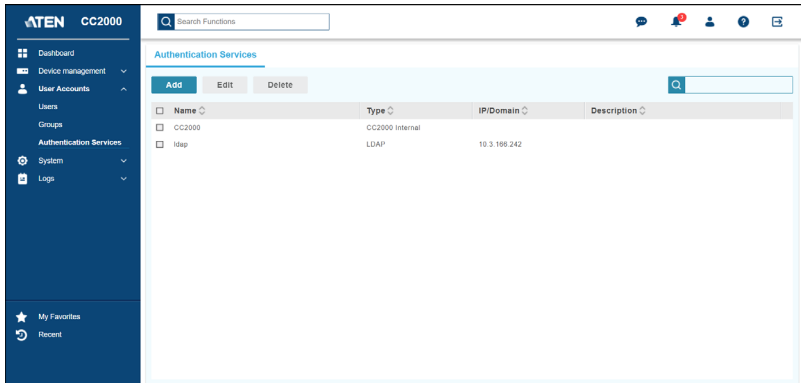 ATEN CC2000
Search Functions
3
Dashboard
Device management
User Accounts
Users
Groups
Authentication Services
System
Logs
My Favorites
Recent
Authentication Services
Add Edit Delete
Name Type IP/Domain Description
CC2000 CC2000 Internal
ldap LDAP 10.3.166.242